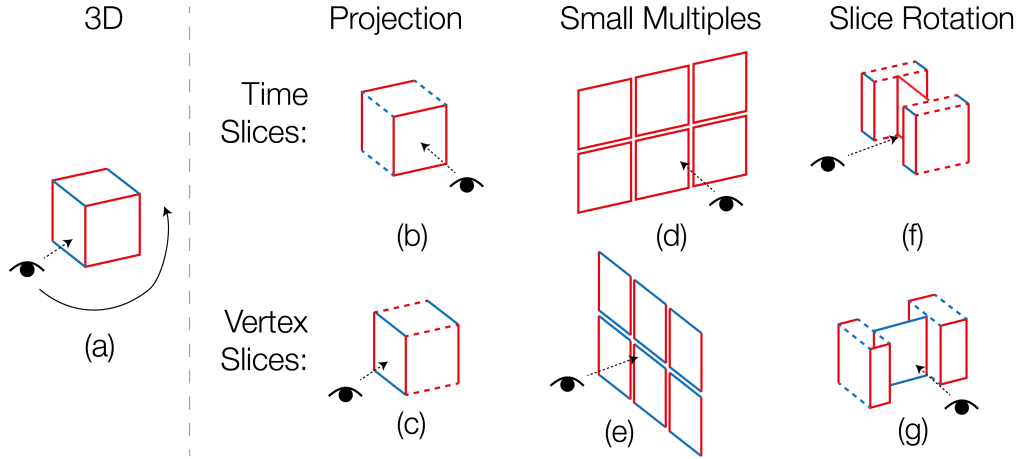 3D
Projection
Small Multiples
Slice Rotation
Time
Slices:
(b)
(d)
(f)
(a)
Vertex
Slices:
(c)
(e)
(g)